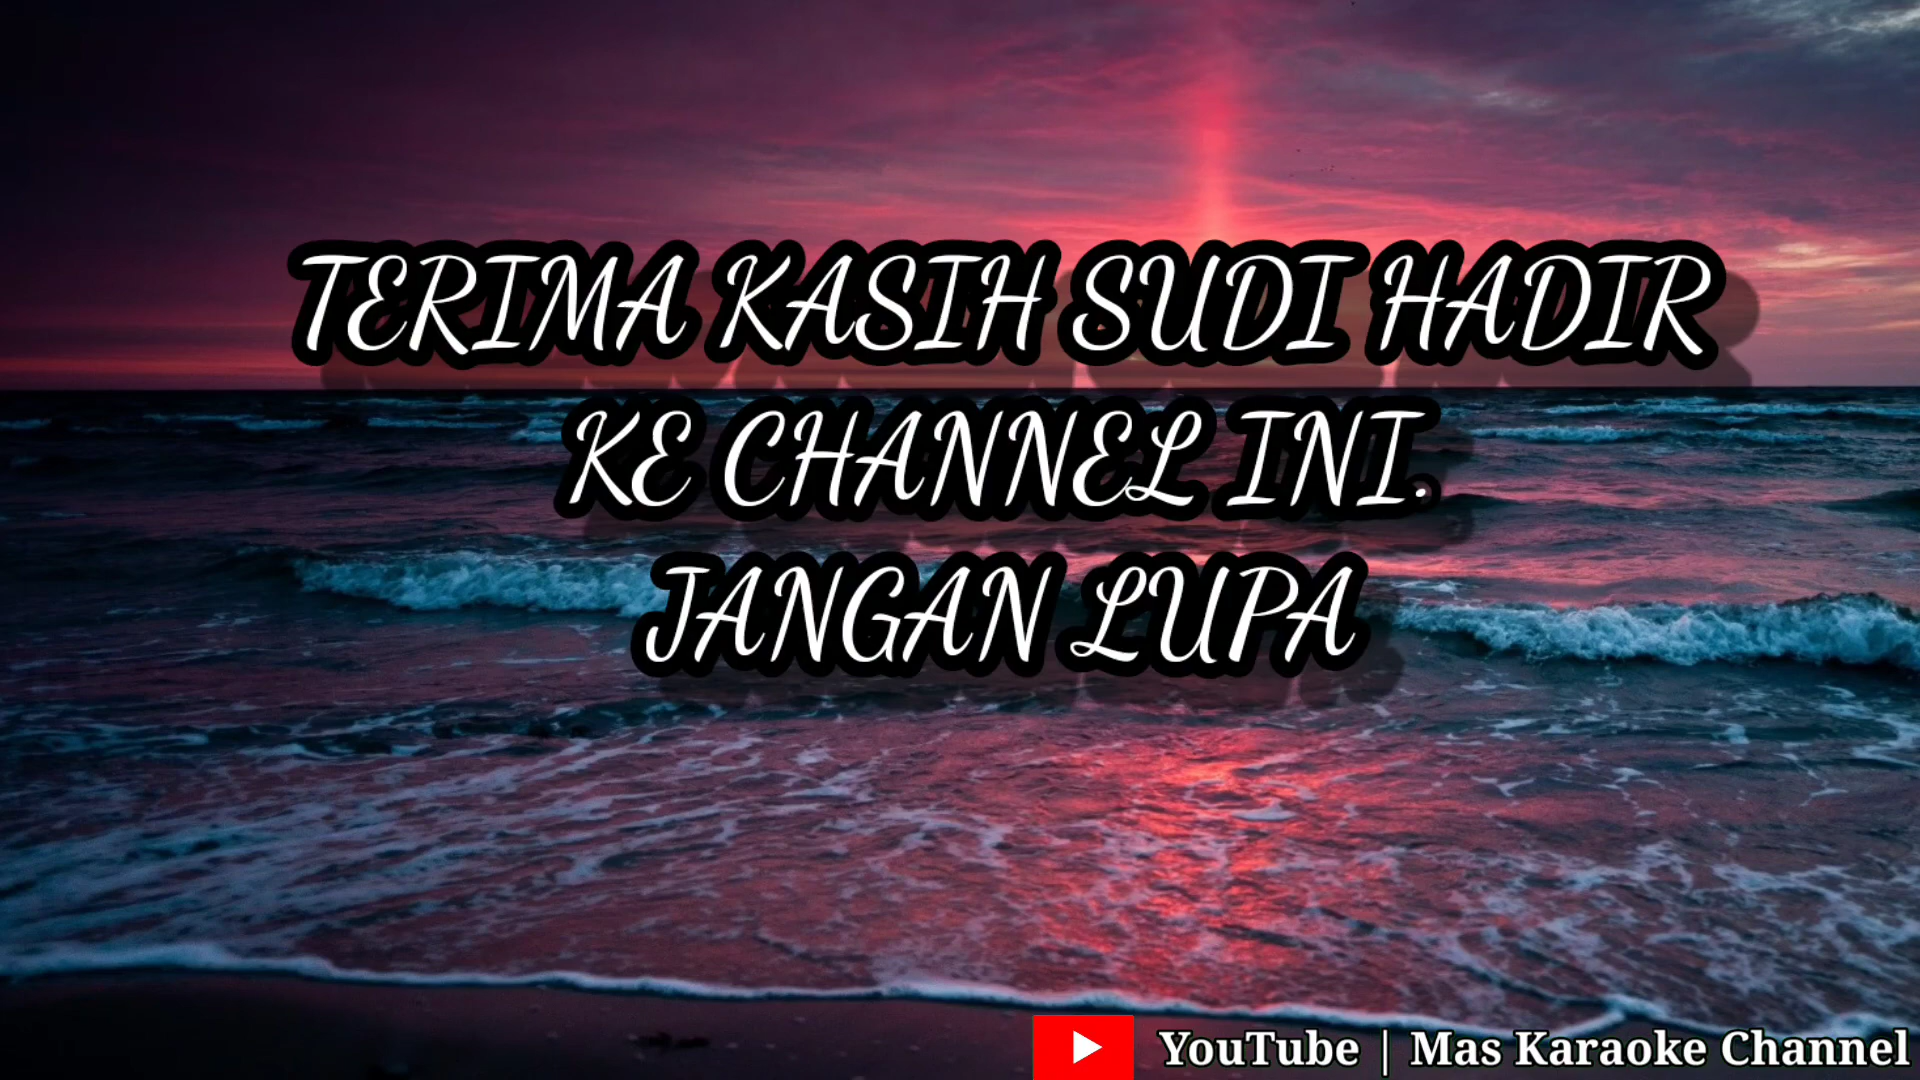 TERIMA KASIH SUDI HADIR
KE CHANNEL INI.
JANGAN LUPA
YouTube | Mas Karaoke Channel